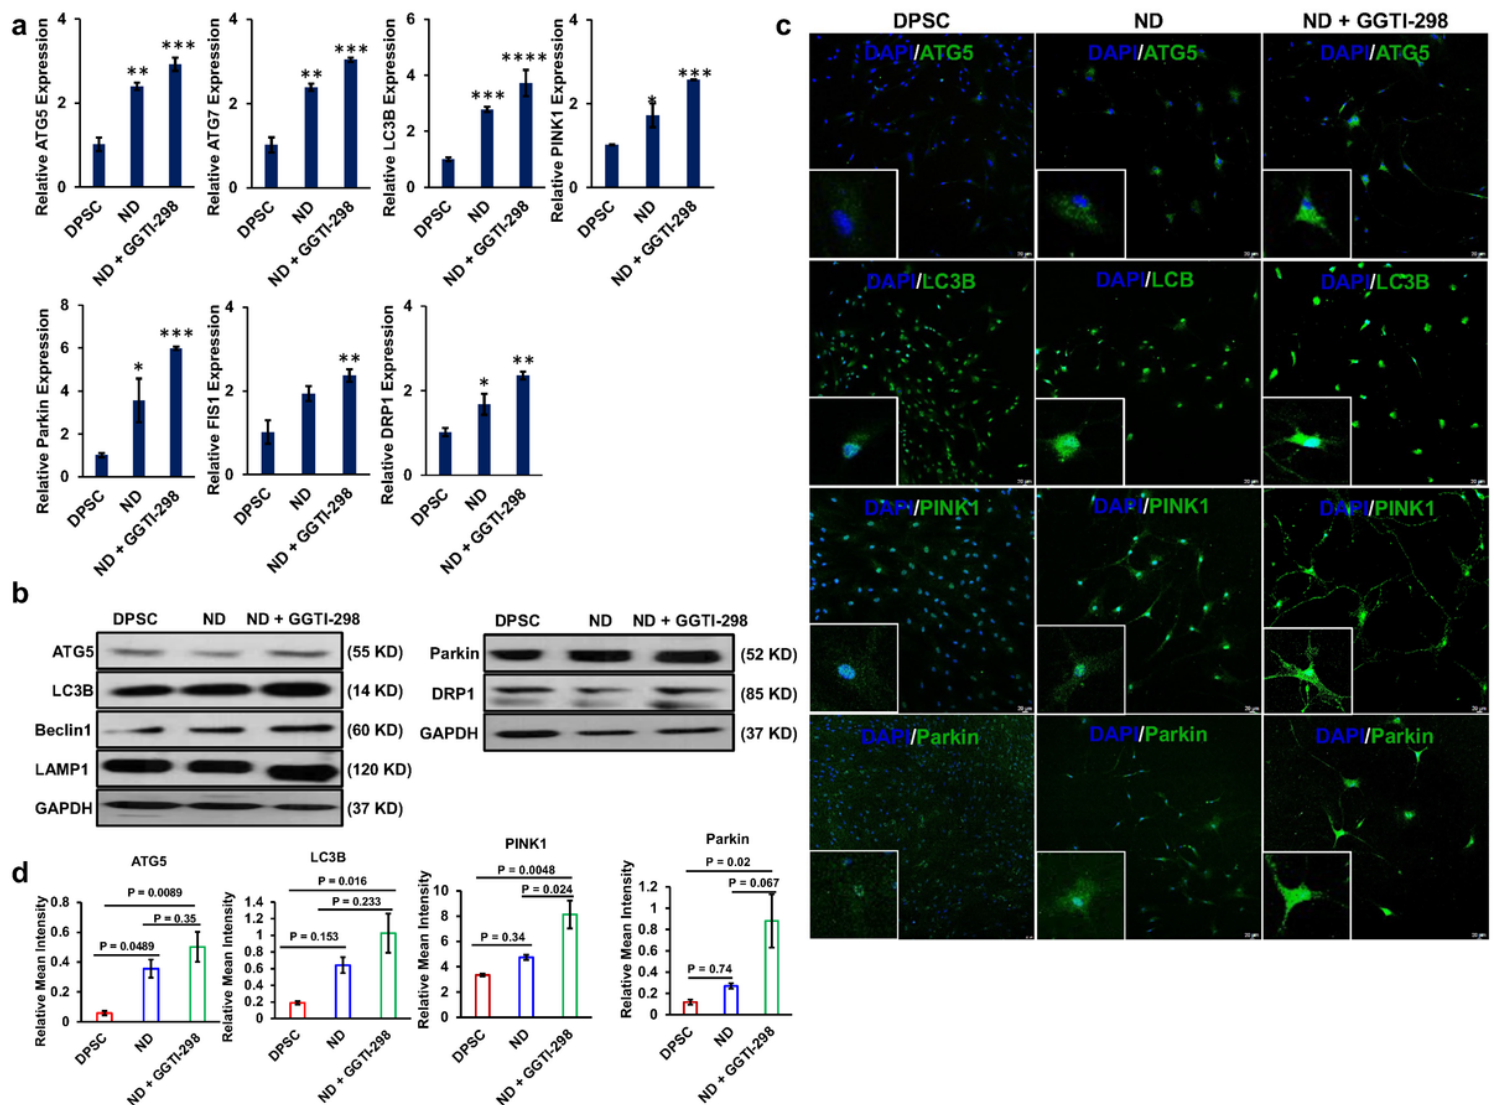 a
Relative ATG5 Expression
4
2
0
**
***
DPSC
ND
ND + GGTI-298
Relative ATG7 Expression
4
2
0
**
***
DPSC
ND
ND + GGTI-298
Relative LC3B Expression
6
4
2
0
***
****
DPSC
ND
ND + GGTI-298
Relative PINK1 Expression
4
2
0
*
***
DPSC
ND
ND + GGTI-298
Relative Parkin Expression
8
6
4
2
0
*
***
DPSC
ND
ND + GGTI-298
Relative FIS1 Expression
4
2
0
**
DPSC
ND
ND + GGTI-298
Relative DRP1 Expression
4
2
0
*
**
DPSC
ND
ND + GGTI-298
b
DPSC ND ND + GGTI-298
ATG5 (55 KD)
LC3B (14 KD)
Beclin1 (60 KD)
LAMP1 (120 KD)
GAPDH (37 KD)
DPSC ND ND + GGTI-298
Parkin (52 KD)
DRP1 (85 KD)
GAPDH (37 KD)
c
DPSC ND ND + GGTI-298
DAPI/ATG5 DAPI/ATG5 DAPI/ATG5
DAPI/LC3B DAPI/LCB DAPI/LC3B
DAPI/PINK1 DAPI/PINK1 DAPI/PINK1
DAPI/Parkin DAPI/Parkin DAPI/Parkin
d
ATG5
P = 0.0089
P = 0.35
P = 0.0489
Relative Mean Intensity
0.8
0.6
0.4
0.2
0
DPSC
ND
ND + GGTI-298
LC3B
P = 0.016
P = 0.233
P = 0.153
Relative Mean Intensity
1.4
1.2
1
0.8
0.6
0.4
0.2
0
DPSC
ND
ND + GGTI-298
PINK1
P = 0.0048
P = 0.024
P = 0.34
Relative Mean Intensity
10
8
6
4
2
0
DPSC
ND
ND + GGTI-298
Parkin
P = 0.02
P = 0.067
P = 0.74
Relative Mean Intensity
1.2
1
0.8
0.6
0.4
0.2
0
DPSC
ND
ND + GGTI-298